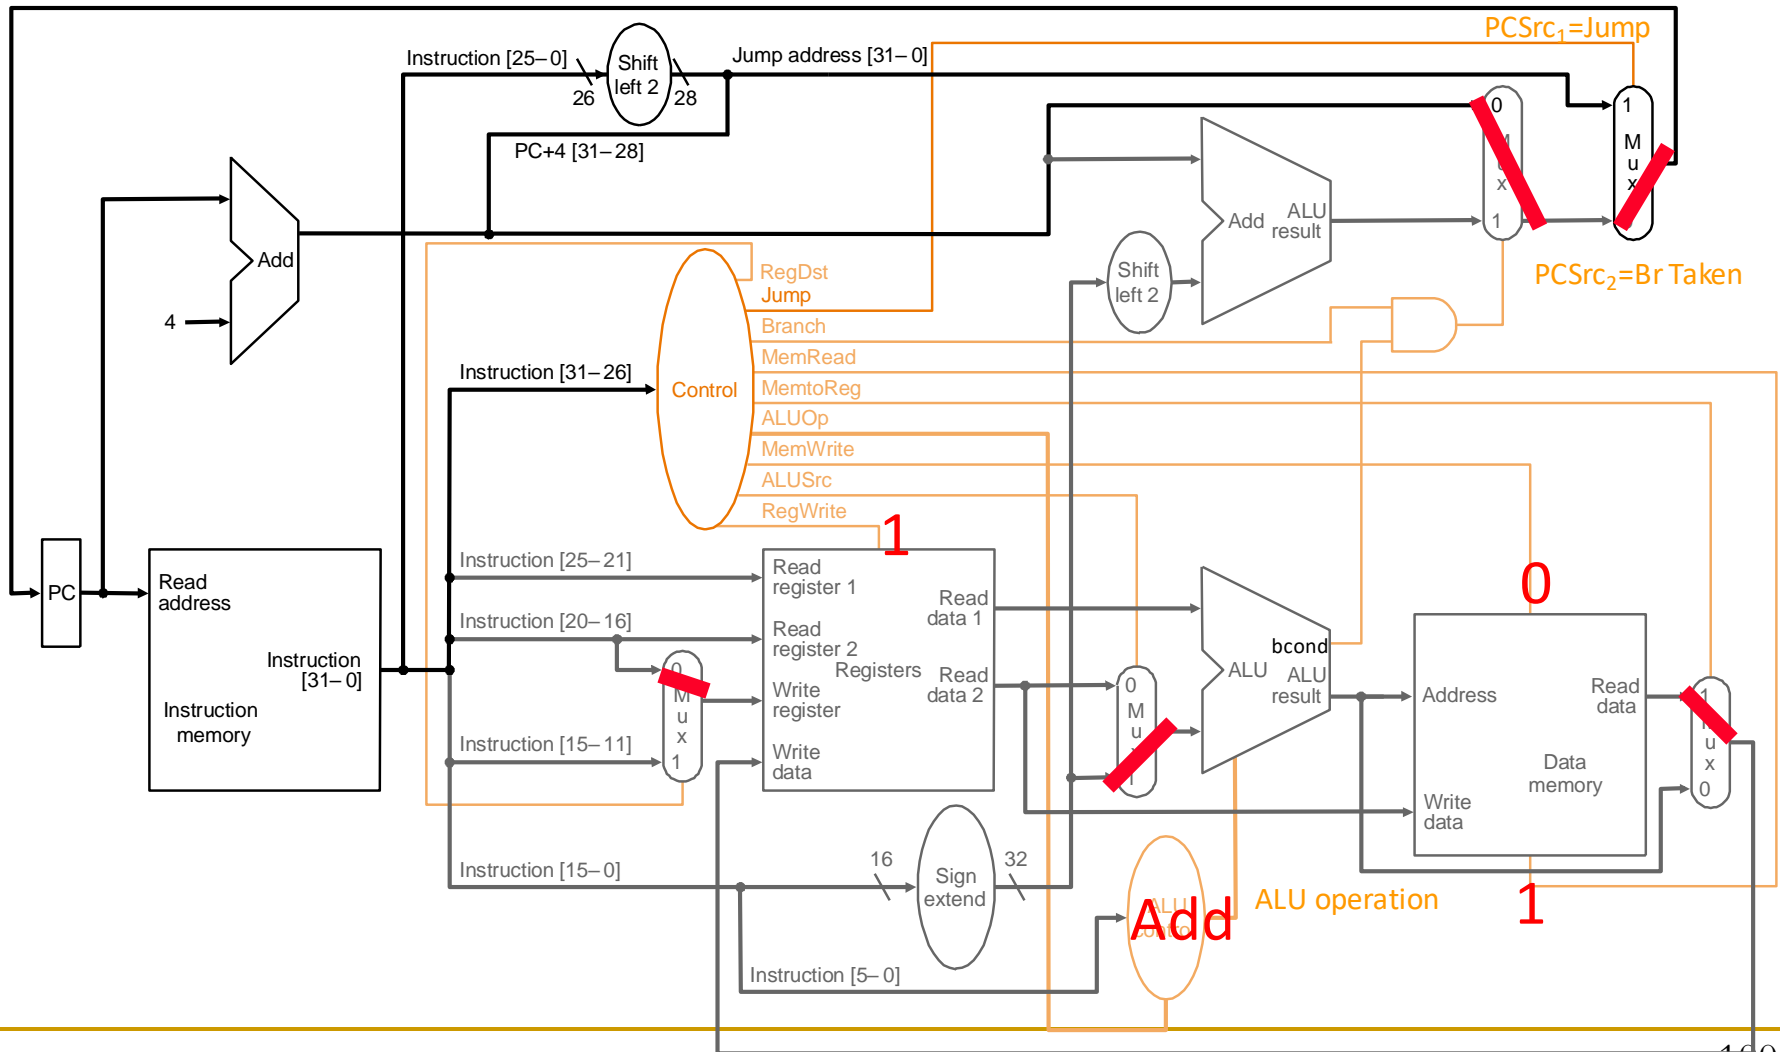 PCSrc1=Jump
Instruction [25–0]
Shift
left 2
Jump address [31–0]
26
28
PC+4 [31–28]
0
1
M
u
x
1
M
u
x
Add
ALU
result
Add
4
Shift
left 2
PCSrc2=Br Taken
RegDst
Jump
Branch
MemRead
MemtoReg
ALUOp
MemWrite
ALUSrc
RegWrite
Instruction [31–26]
Control
1
0
PC
Read
address
Instruction
[31–0]
Instruction
memory
Instruction [25–21]
Instruction [20–16]
Instruction [15–11]
Instruction [15–0]
Instruction [5–0]
0
M
u
x
1
Read
register 1
Read
register 2
Registers
Write
register
Write
data
Read
data 1
Read
data 2
0
M
u
bcond
ALU
ALU
result
Address
Read
data
Data
memory
Write
data
1
u
x
0
16
Sign
extend
32
ALU
control
Add
ALU operation
1